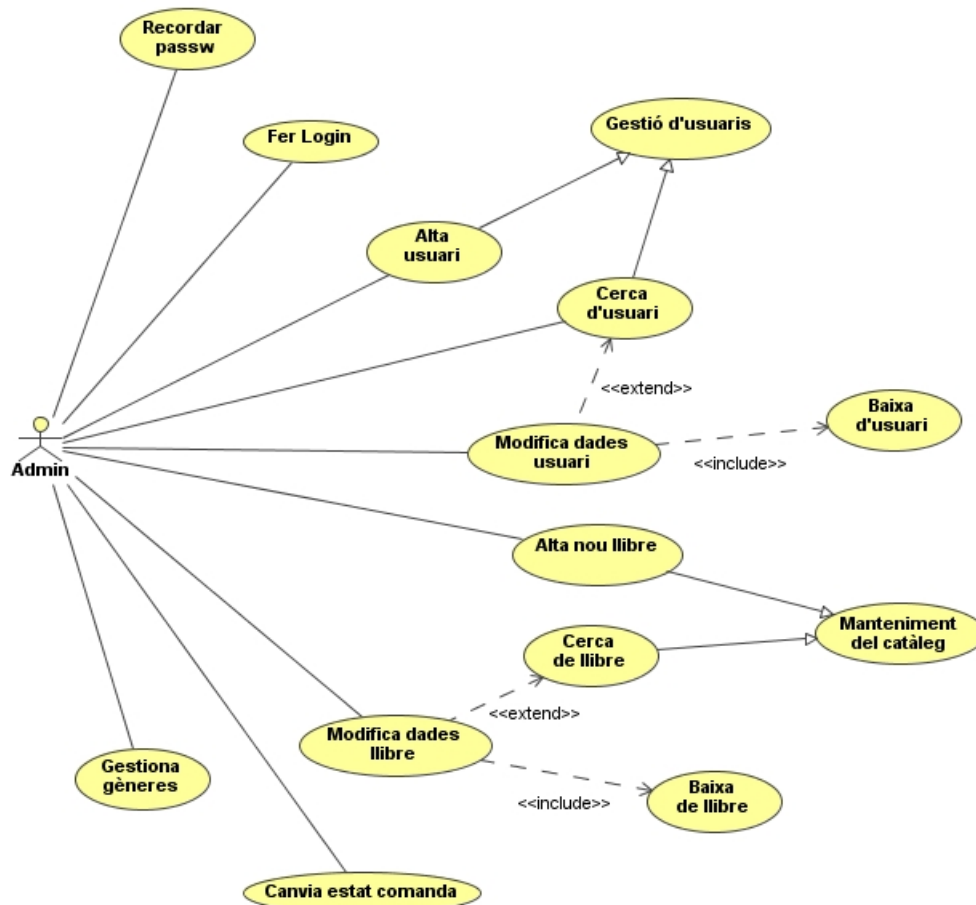 Recordar
passw
Fer Login
Gestió d'usuaris
Alta
usuari
Cerca
d'usuari
<<extend>>
Baixa
d'usuari
Modifica dades
usuari
<<include>>
Admin
Alta nou llibre
Manteniment
del catàleg
Cerca
de llibre
<<extend>>
Modifica dades
llibre
Gestiona
gèneres
<<include>>
Baixa
de llibre
Canvia estat comanda